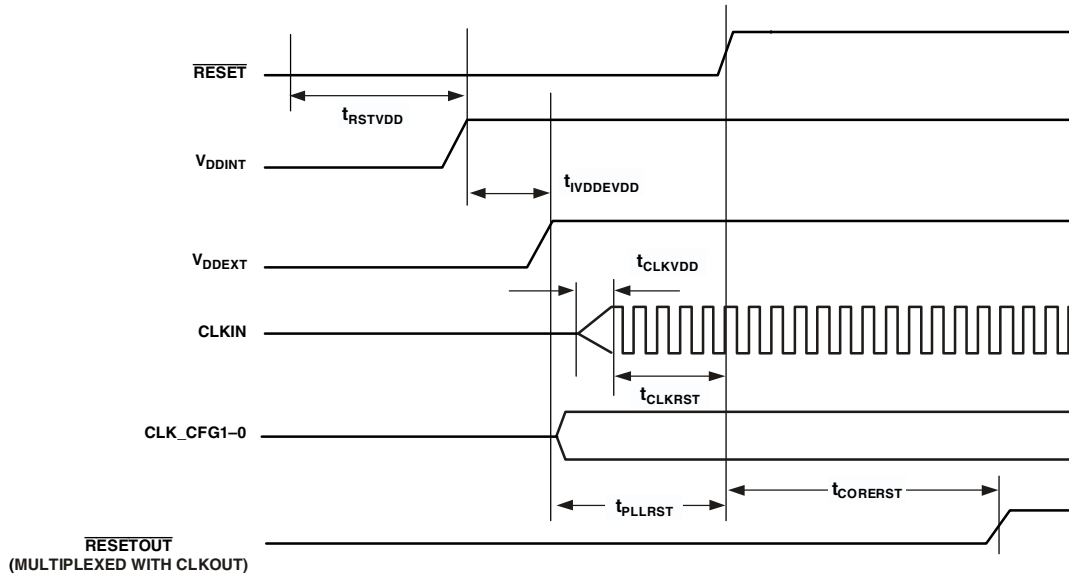 RESET
tRSTVDD
VDDINT
tIVDDEVDD
VDDEXT
tCLKVDD
CLKIN
tCLKRST
CLK_CFG1–0
tPLLRST
tCORERST
RESETOUT
(MULTIPLEXED WITH CLKOUT)